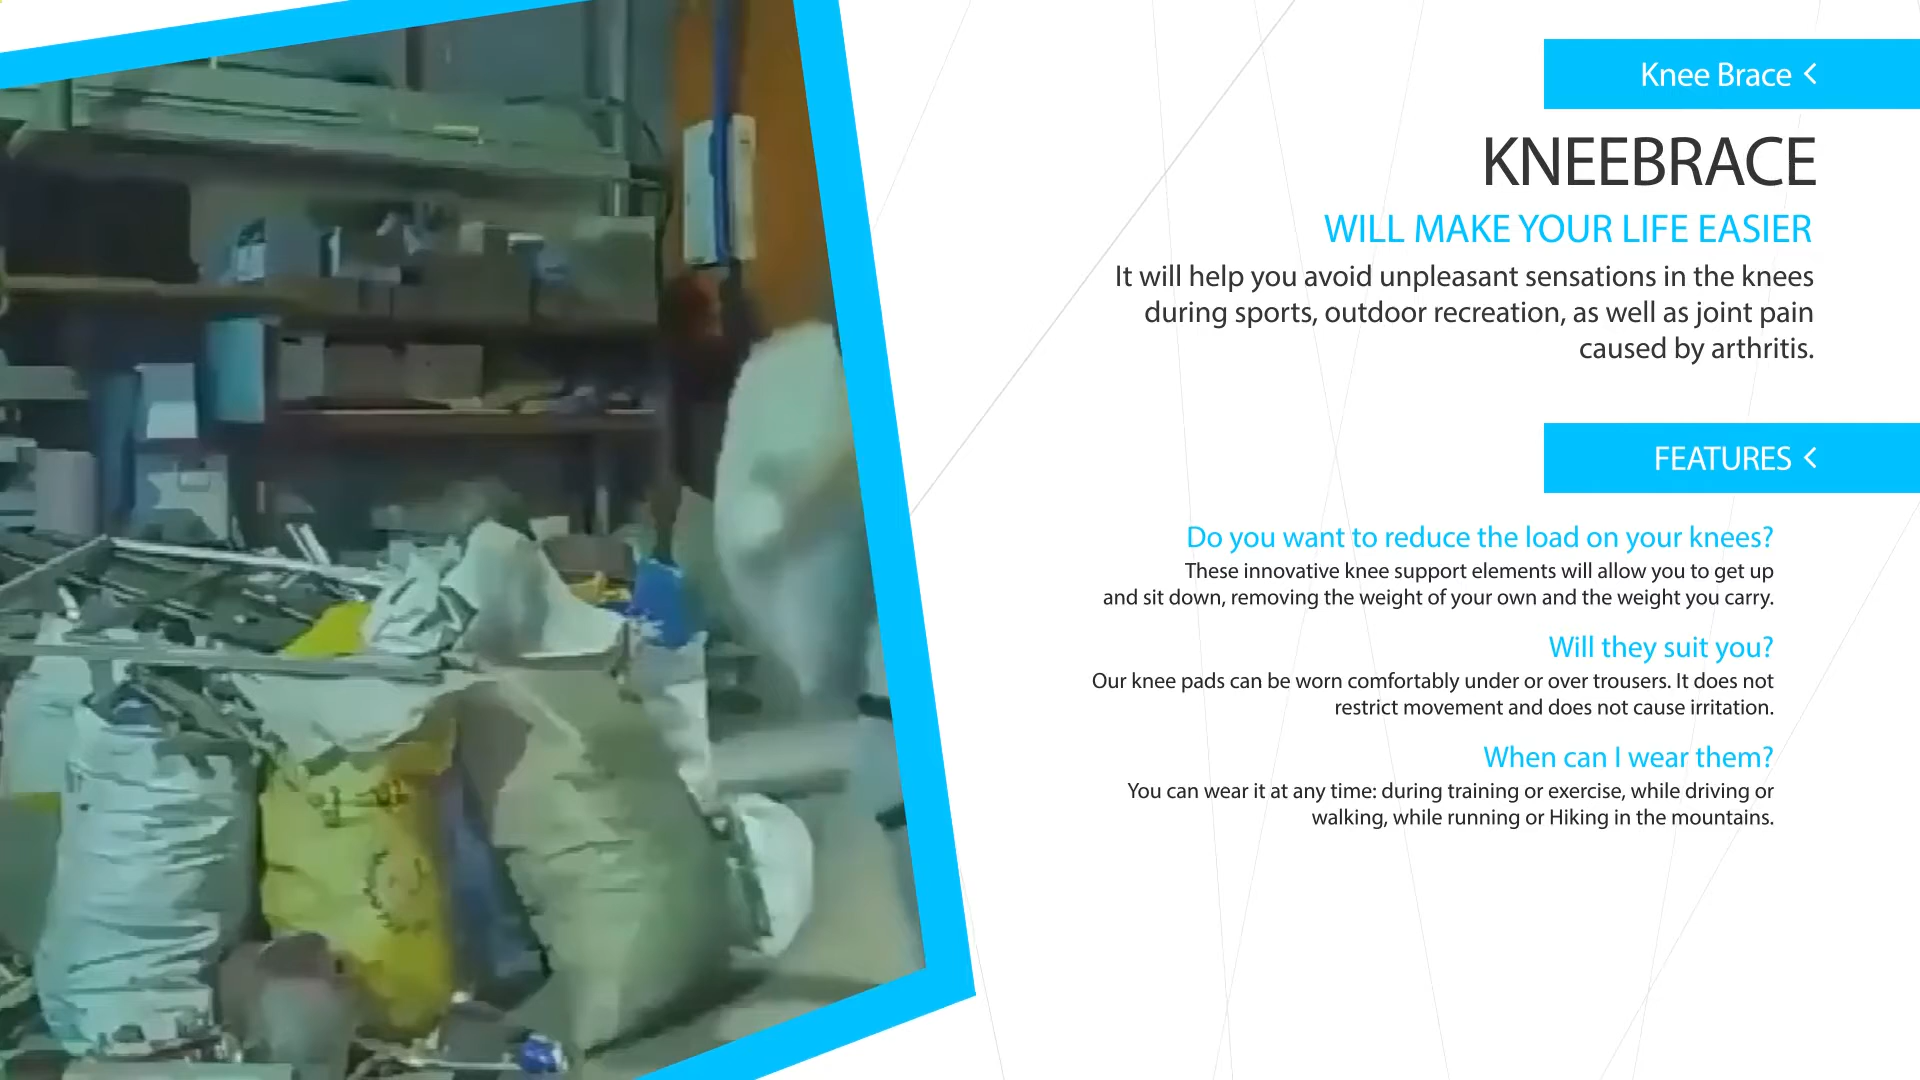 Knee Brace
KNEEBRACE
WILL MAKE YOUR LIFE EASIER
It will help you avoid unpleasant sensations in the knees
during sports, outdoor recreation, as well as joint pain
caused by arthritis.
FEATURES
Do you want to reduce the load on your knees?
These innovative knee support elements will allow you to get up
and sit down, removing the weight of your own and the weight you carry.
Will they suit you?
Our knee pads can be worn comfortably under or over trousers. It does not
restrict movement and does not cause irritation.
When can I wear them?
You can wear it at any time: during training or exercise, while driving or
walking, while running or Hiking in the mountains.